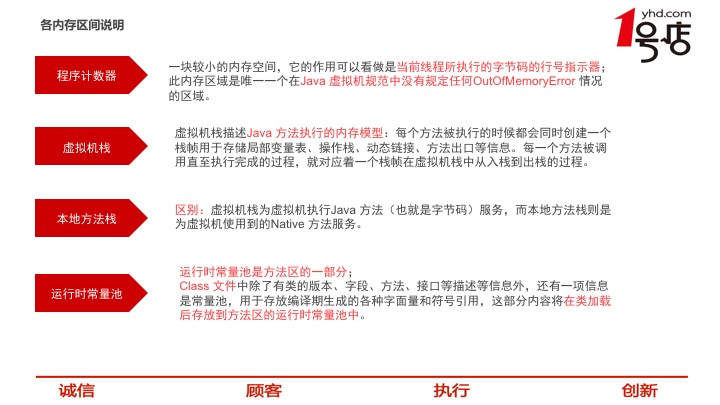 各内存区间说明
yhd.com
1号店
程序计数器
一块较小的内存空间，它的作用可以看做是当前线程所执行的字节码的行号指示器；
此内存区域是唯一一个在Java 虚拟机规范中没有规定任何OutOfMemoryError 情况
的区域。
虚拟机栈
虚拟机栈描述Java 方法执行的内存模型：每个方法被执行的时候都会同时创建一个
栈帧用于存储局部变量表、操作栈、动态链接、方法出口等信息。每一个方法被调
用直至执行完成的过程，就对应着一个栈帧在虚拟机栈中从入栈到出栈的过程。
本地方法栈
区别：虚拟机栈为虚拟机执行Java 方法（也就是字节码）服务，而本地方法栈则是
为虚拟机使用到的Native 方法服务。
运行时常量池
运行时常量池是方法区的一部分；
Class 文件中除了有类的版本、字段、方法、接口等描述等信息外，还有一项信息
是常量池，用于存放编译期生成的各种字面量和符号引用，这部分内容将在类加载
后存放到方法区的运行时常量池中。
诚信 顾客 执行 创新